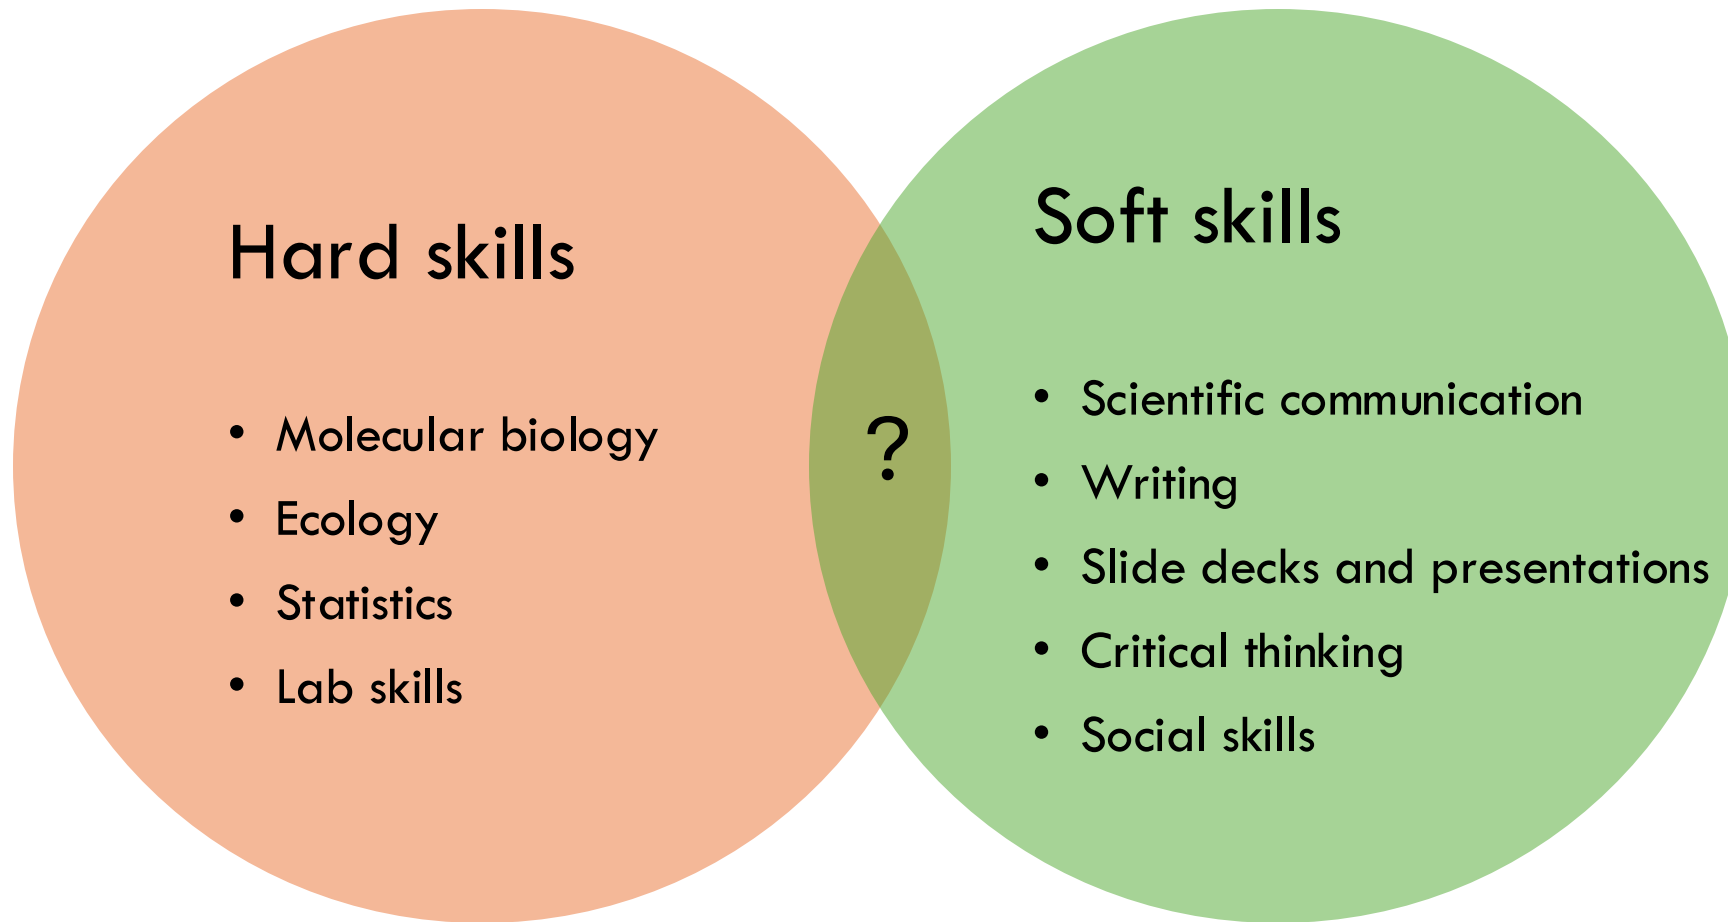 Hard skills
• Molecular biology
• Ecology
• Statistics
• Lab skills
?
Soft skills
• Scientific communication
• Writing
• Slide decks and presentations
• Critical thinking
• Social skills